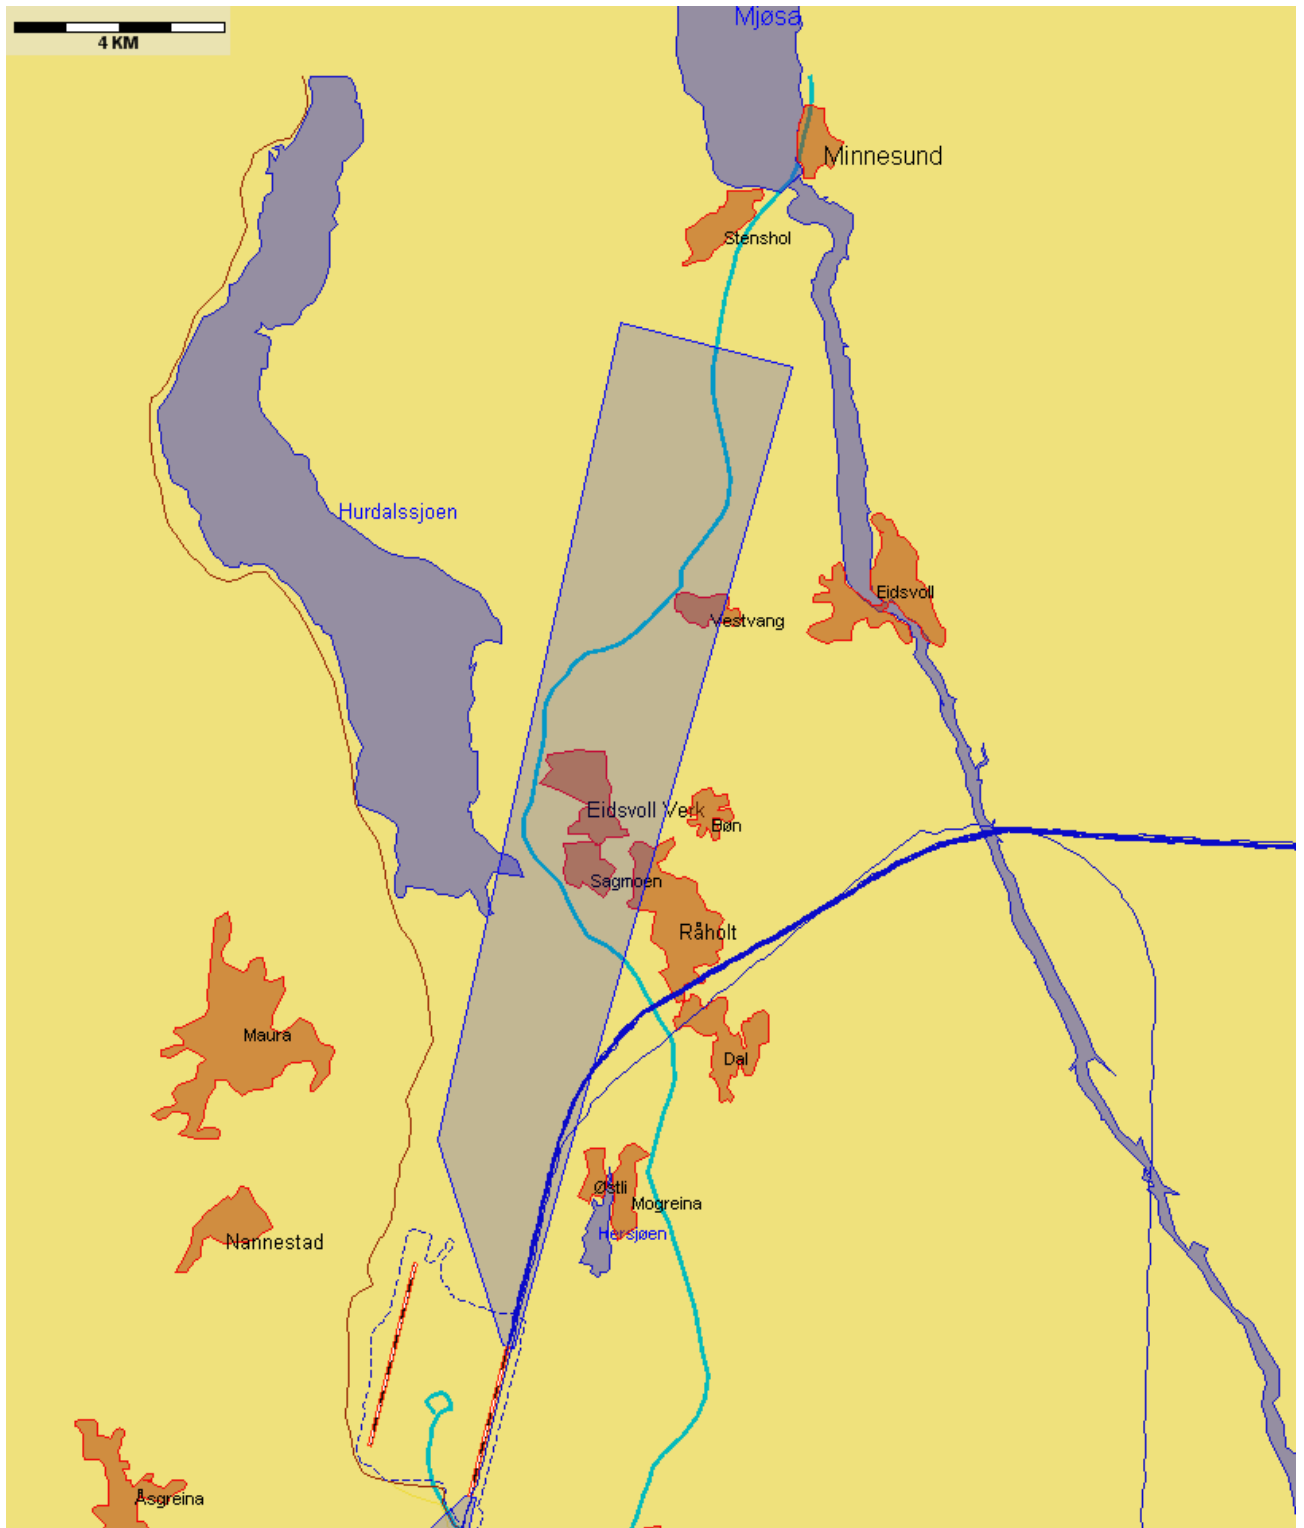 Mjøsa
4 KM
Minnesund
Stenshol
Hurdalssjoen
Eidsvoll
Vestvang
Eidsvoll Verk
Bøn
Sagmoen
Råholt
Maura
Dal
Østli
Mogreina
Hersjøen
Nannestad
Åsgreina